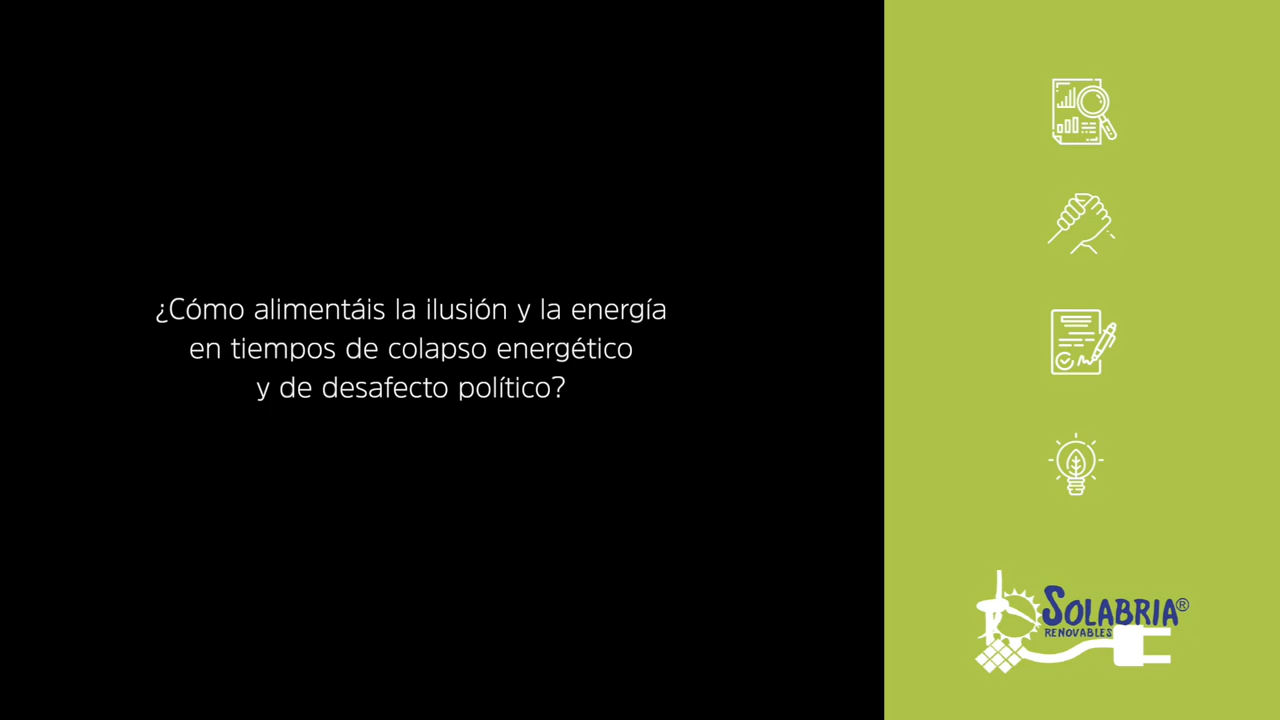 ¿Cómo alimentáis la ilusión y la energía
en tiempos de colapso energético
y de desafecto político?
SOLABRIA®
RENOVABLES